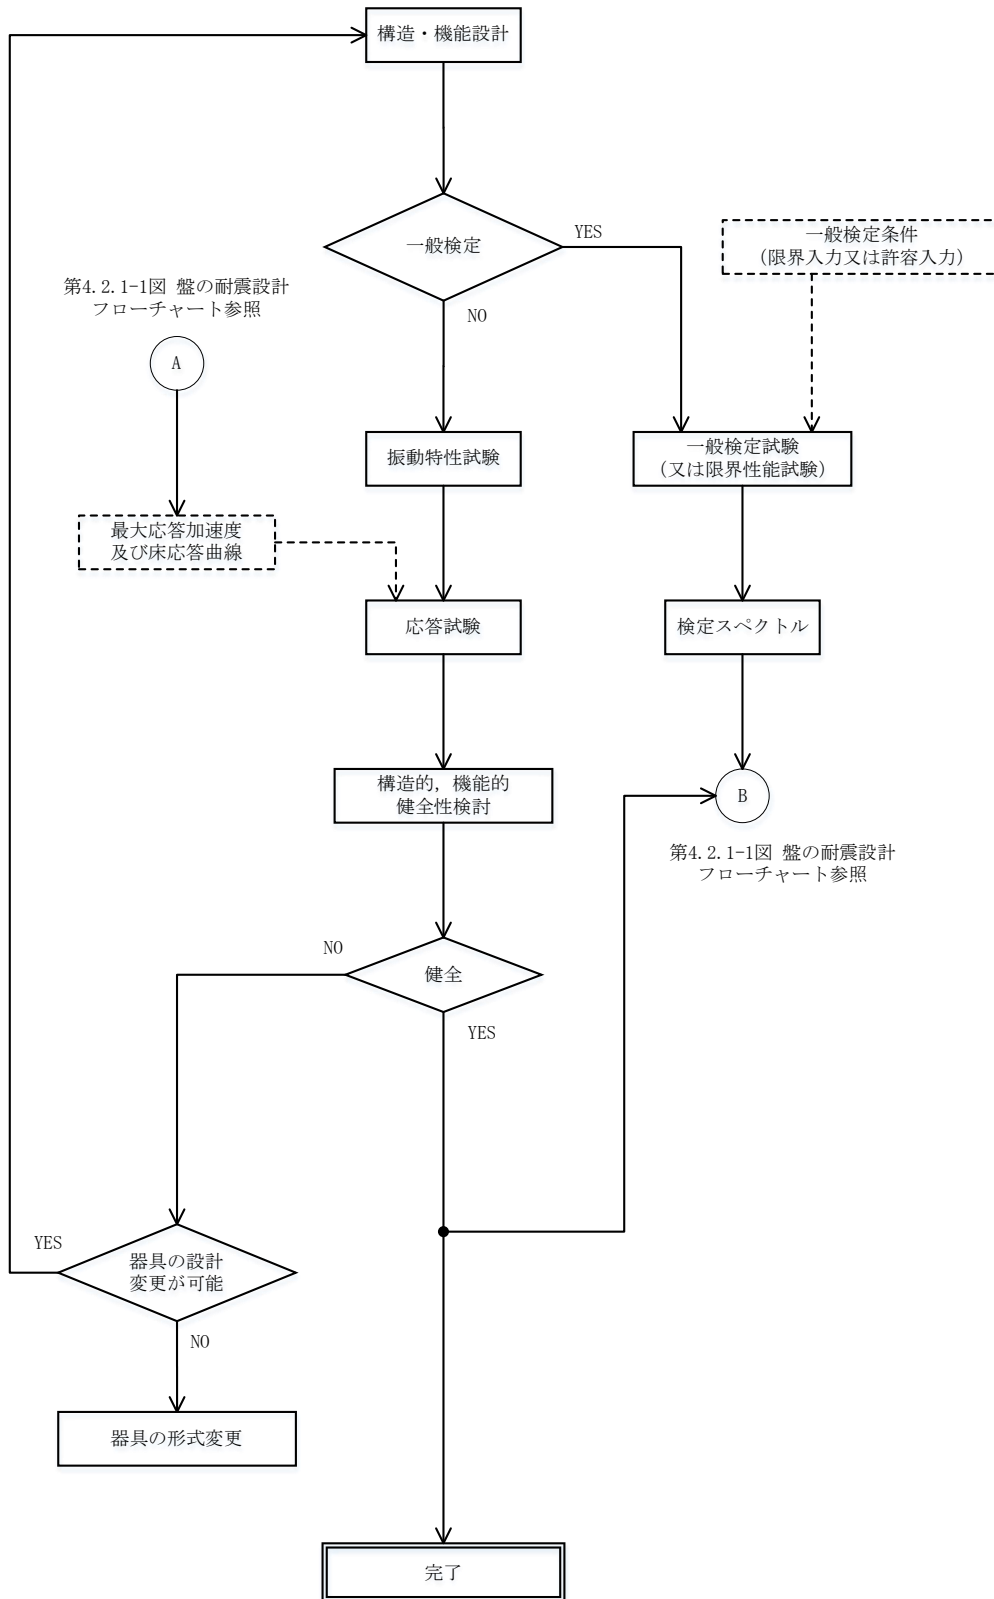 構造・機能設計
一般検定
YES
一般検定条件
(限界入力又は許容入力)
第4.2.1-1図 盤の耐震設計
フローチャート参照
NO
A
振動特性試験
一般検定試験
(又は限界性能試験)
最大応答加速度
及び床応答曲線
応答試験
検定スペクトル
構造的，機能的
健全性検討
B
第4.2.1-1図 盤の耐震設計
フローチャート参照
NO
健全
YES
YES
器具の設計
変更が可能
NO
器具の形式変更
完了